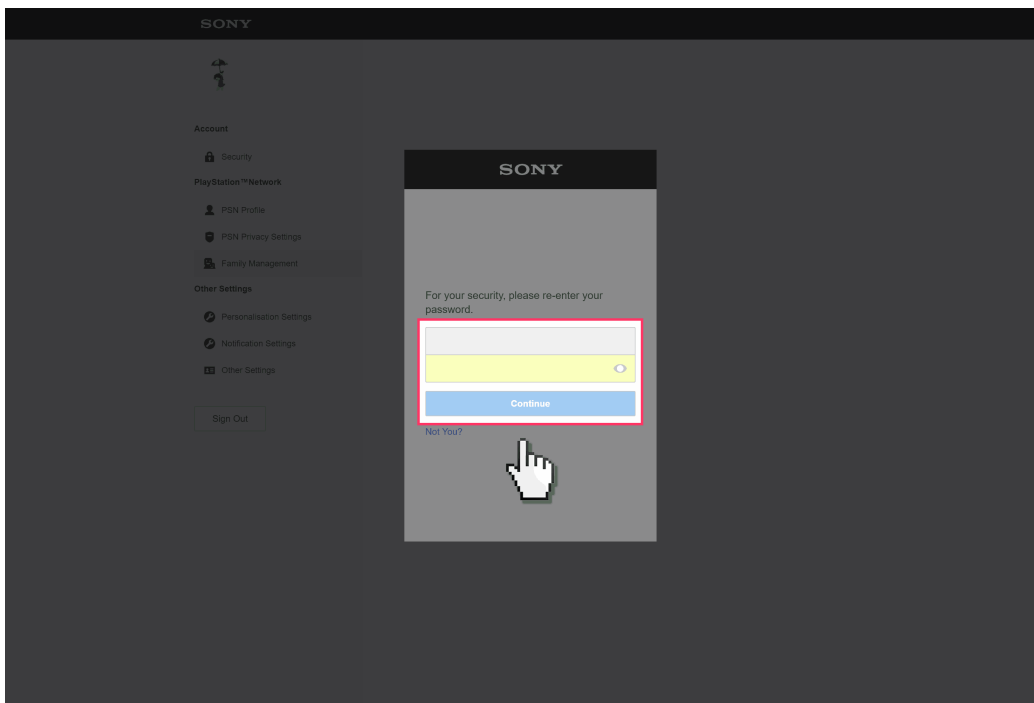 SONY
Account
Security
PlayStation™Network
PSN Profile
PSN Privacy Settings
Family Management
Other Settings
Personalisation Settings
Notification Settings
Other Settings
Sign Out
SONY
For your security, please re-enter your
password.
Continue
Not You?